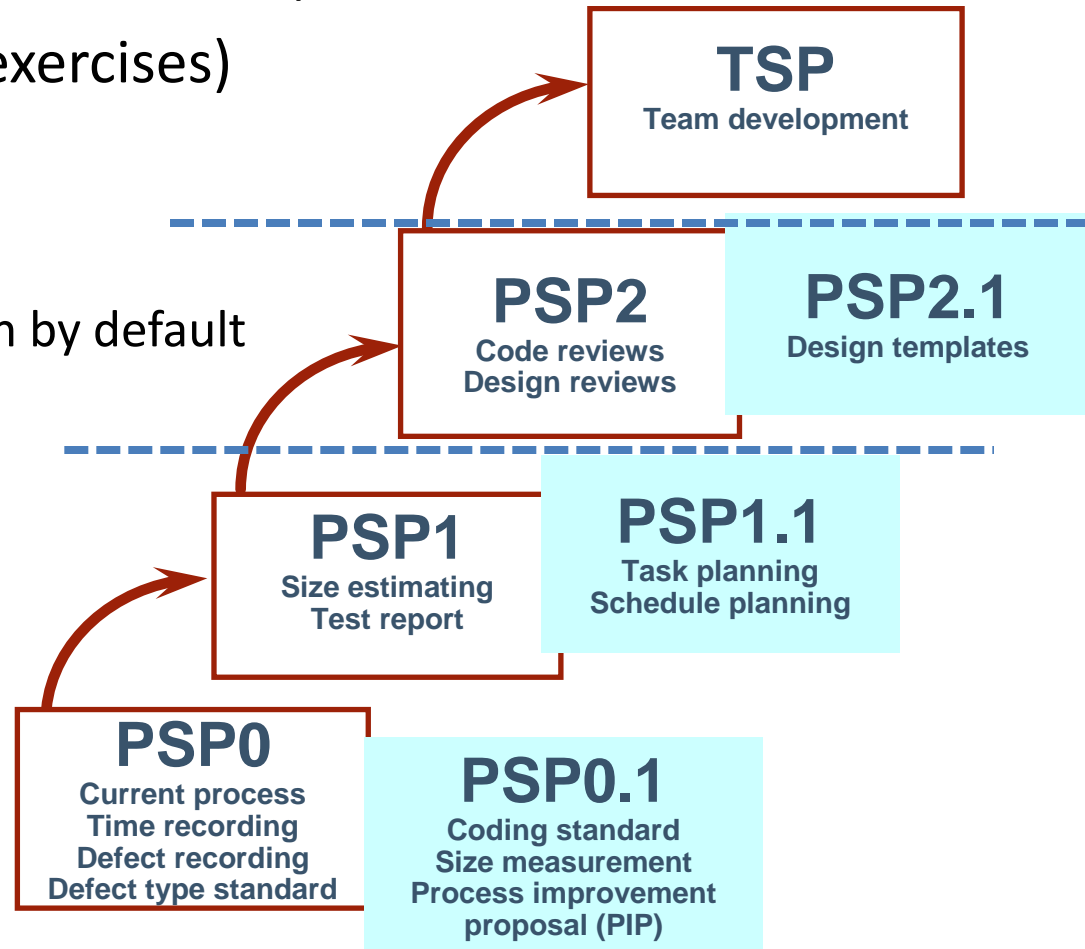 exercises)
TSP
Team development
by default
PSP2
Code reviews
Design reviews
PSP2.1
Design templates
PSP1
Size estimating
Test report
PSP1.1
Task planning
Schedule planning
PSP0
Current process
Time recording
Defect recording
Defect type standard
PSP0.1
Coding standard
Size measurement
Process improvement
proposal (PIP)